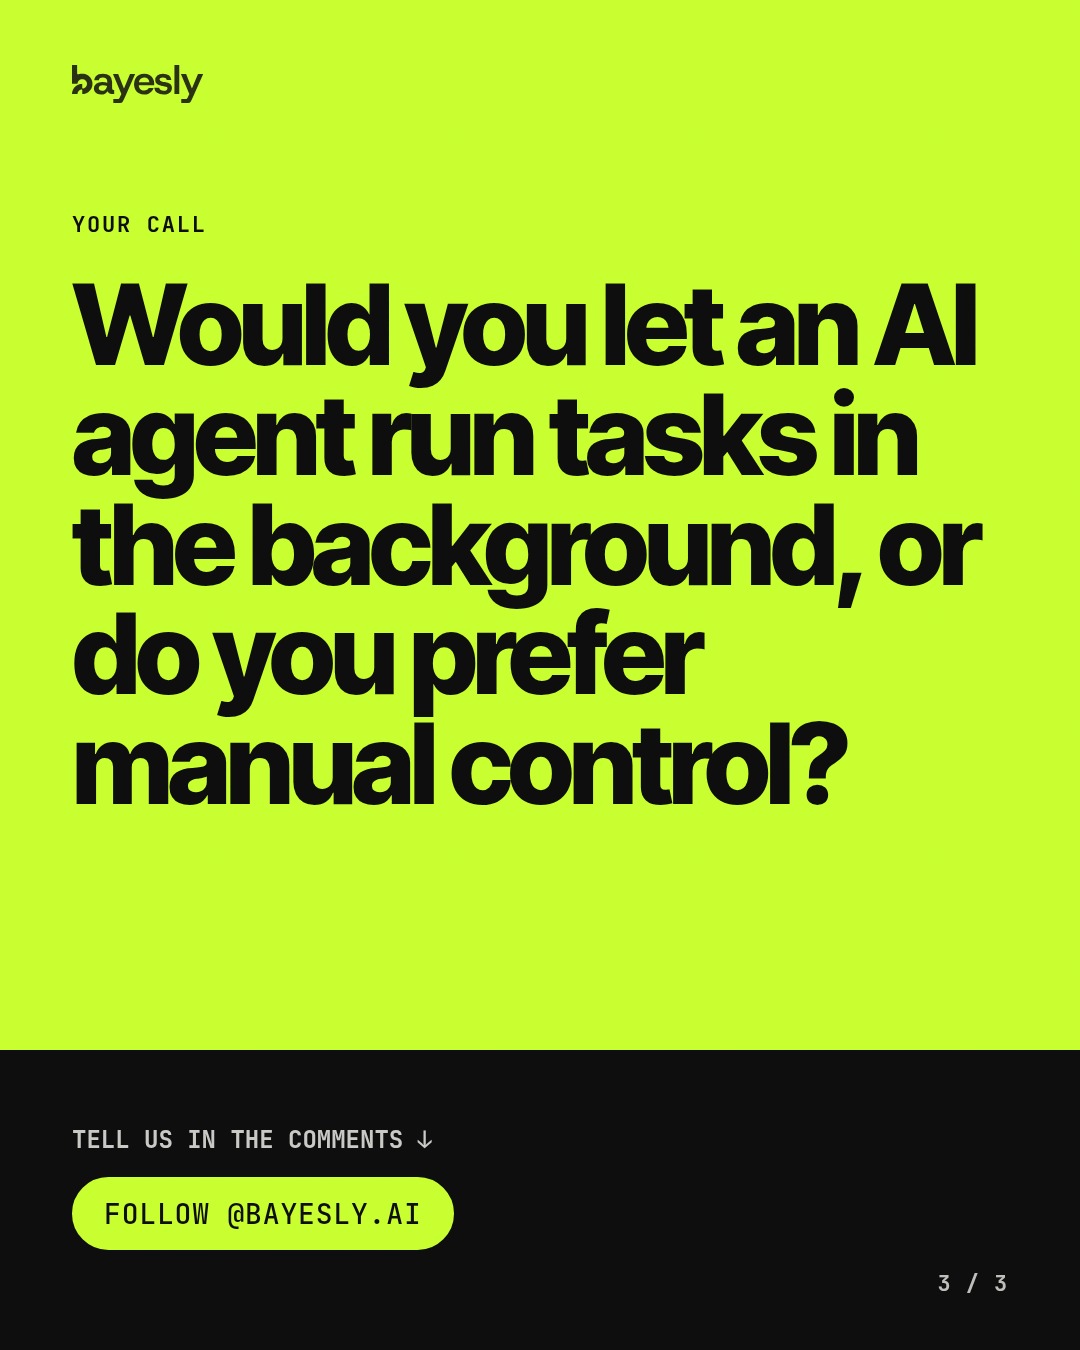 bayesly
YOUR CALL
Would you let an AI
agent run tasks in
the background, or
do you prefer
manual control?
TELL US IN THE COMMENTS ↓
FOLLOW @BAYESLY.AI
3 / 3